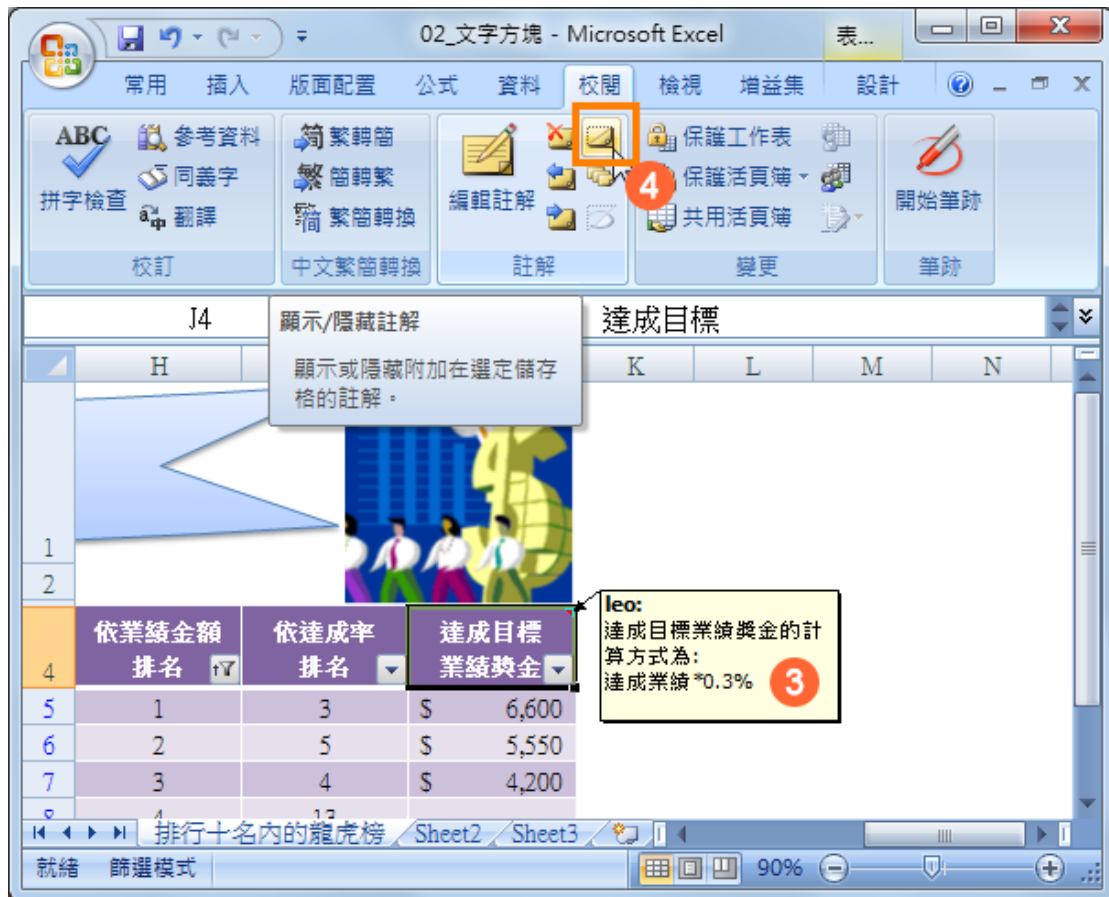 02_文字方塊 - Microsoft Excel 表...
常用 插入 版面配置 公式 資料 校閱 檢視 增益集 設計
ABC 參考資料 簡 繁轉簡 保護工作表
同義字 繁 簡轉繁 4 保護活頁簿
拼字檢查 翻譯 繁簡轉換 編輯註解 共用活頁簿 開始筆跡
校訂 中文繁簡轉換 註解 變更 筆跡
J4 達成目標
顯示/隱藏註解
顯示或隱藏附加在選定儲存
格的註解。
H K L M N
1
2
leo:
達成目標業績獎金的計
算方式為:
達成業績*0.3% 3
4 依業績金額 依達成率 達成目標
排名 排名 業績獎金
5 1 3 $ 6,600
6 2 5 $ 5,550
7 3 4 $ 4,200
8 4 13
排行十名內的龍虎榜 Sheet2 Sheet3
就緒 篩選模式 90%